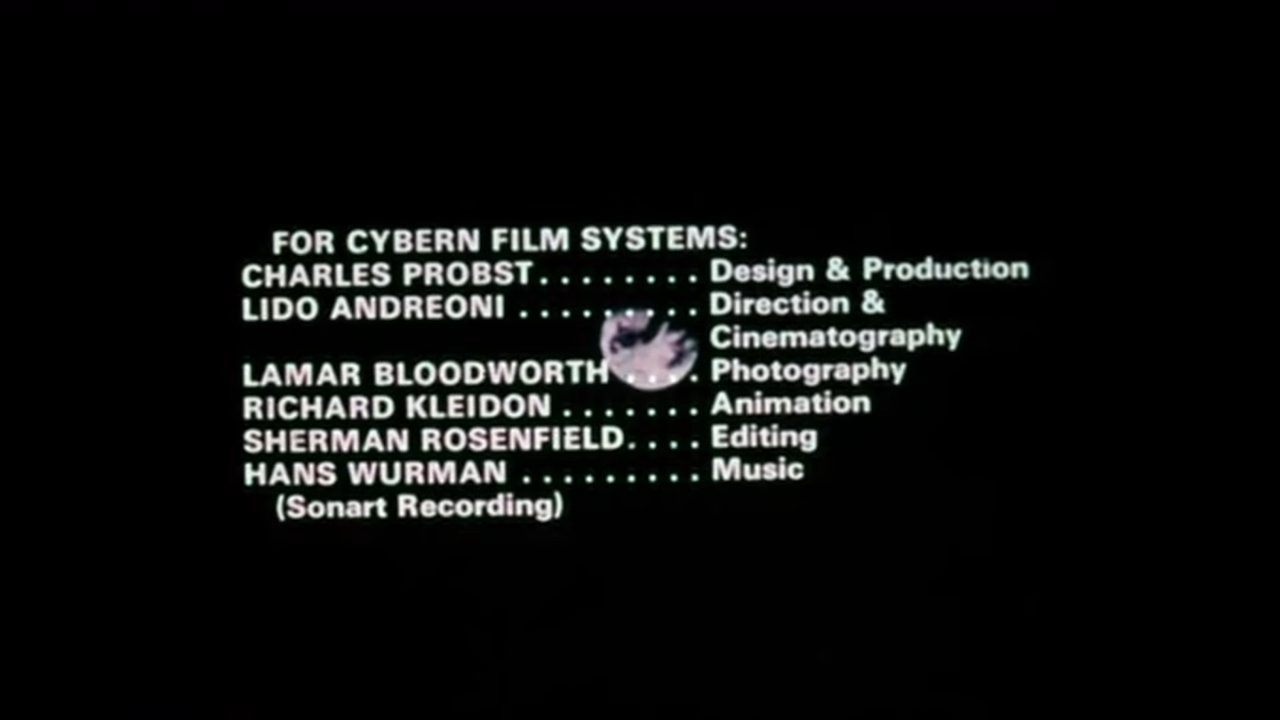 FOR CYBERN FILM SYSTEMS:
CHARLES PROBST........ Design & Production
LIDO ANDREONI ......... Direction &
Cinematography
LAMAR BLOODWORTH .... Photography
RICHARD KLEIDON ....... Animation
SHERMAN ROSENFIELD.... Editing
HANS WURMAN ......... Music
(Sonart Recording)